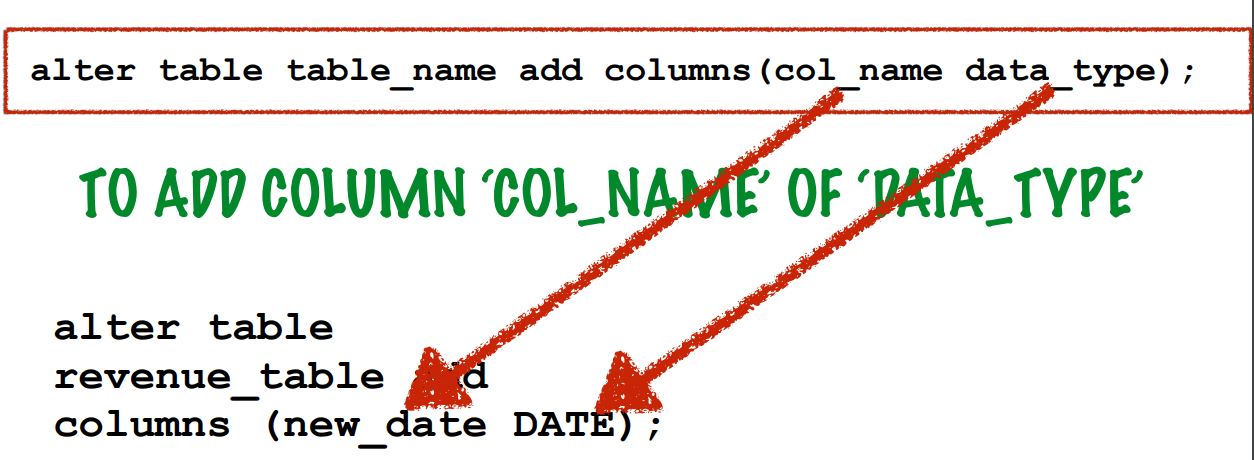 alter table table_name add columns(col_name data_type);
TO ADD COLUMN ‘COL_NAME’ OF ‘DATA_TYPE’
alter table
revenue_table add
columns (new_date DATE);